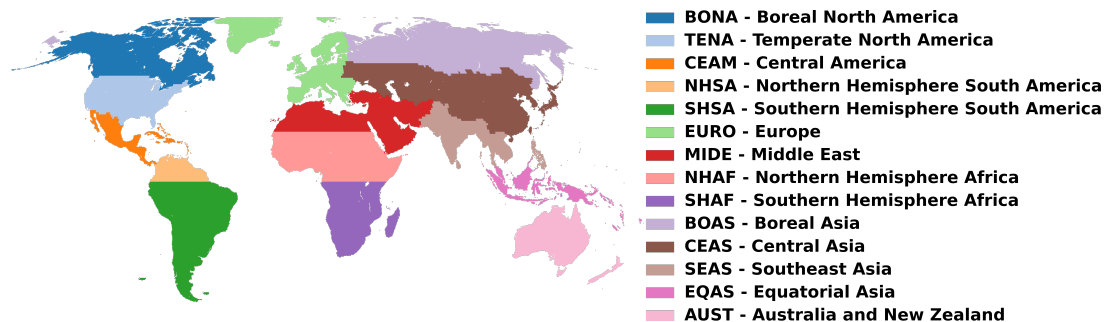 BONA - Boreal North America
TENA - Temperate North America
CEAM - Central America
NHSA - Northern Hemisphere South America
SHSA - Southern Hemisphere South America
EURO - Europe
MIDE - Middle East
NHAF - Northern Hemisphere Africa
SHAF - Southern Hemisphere Africa
BOAS - Boreal Asia
CEAS - Central Asia
SEAS - Southeast Asia
EQAS - Equatorial Asia
AUST - Australia and New Zealand